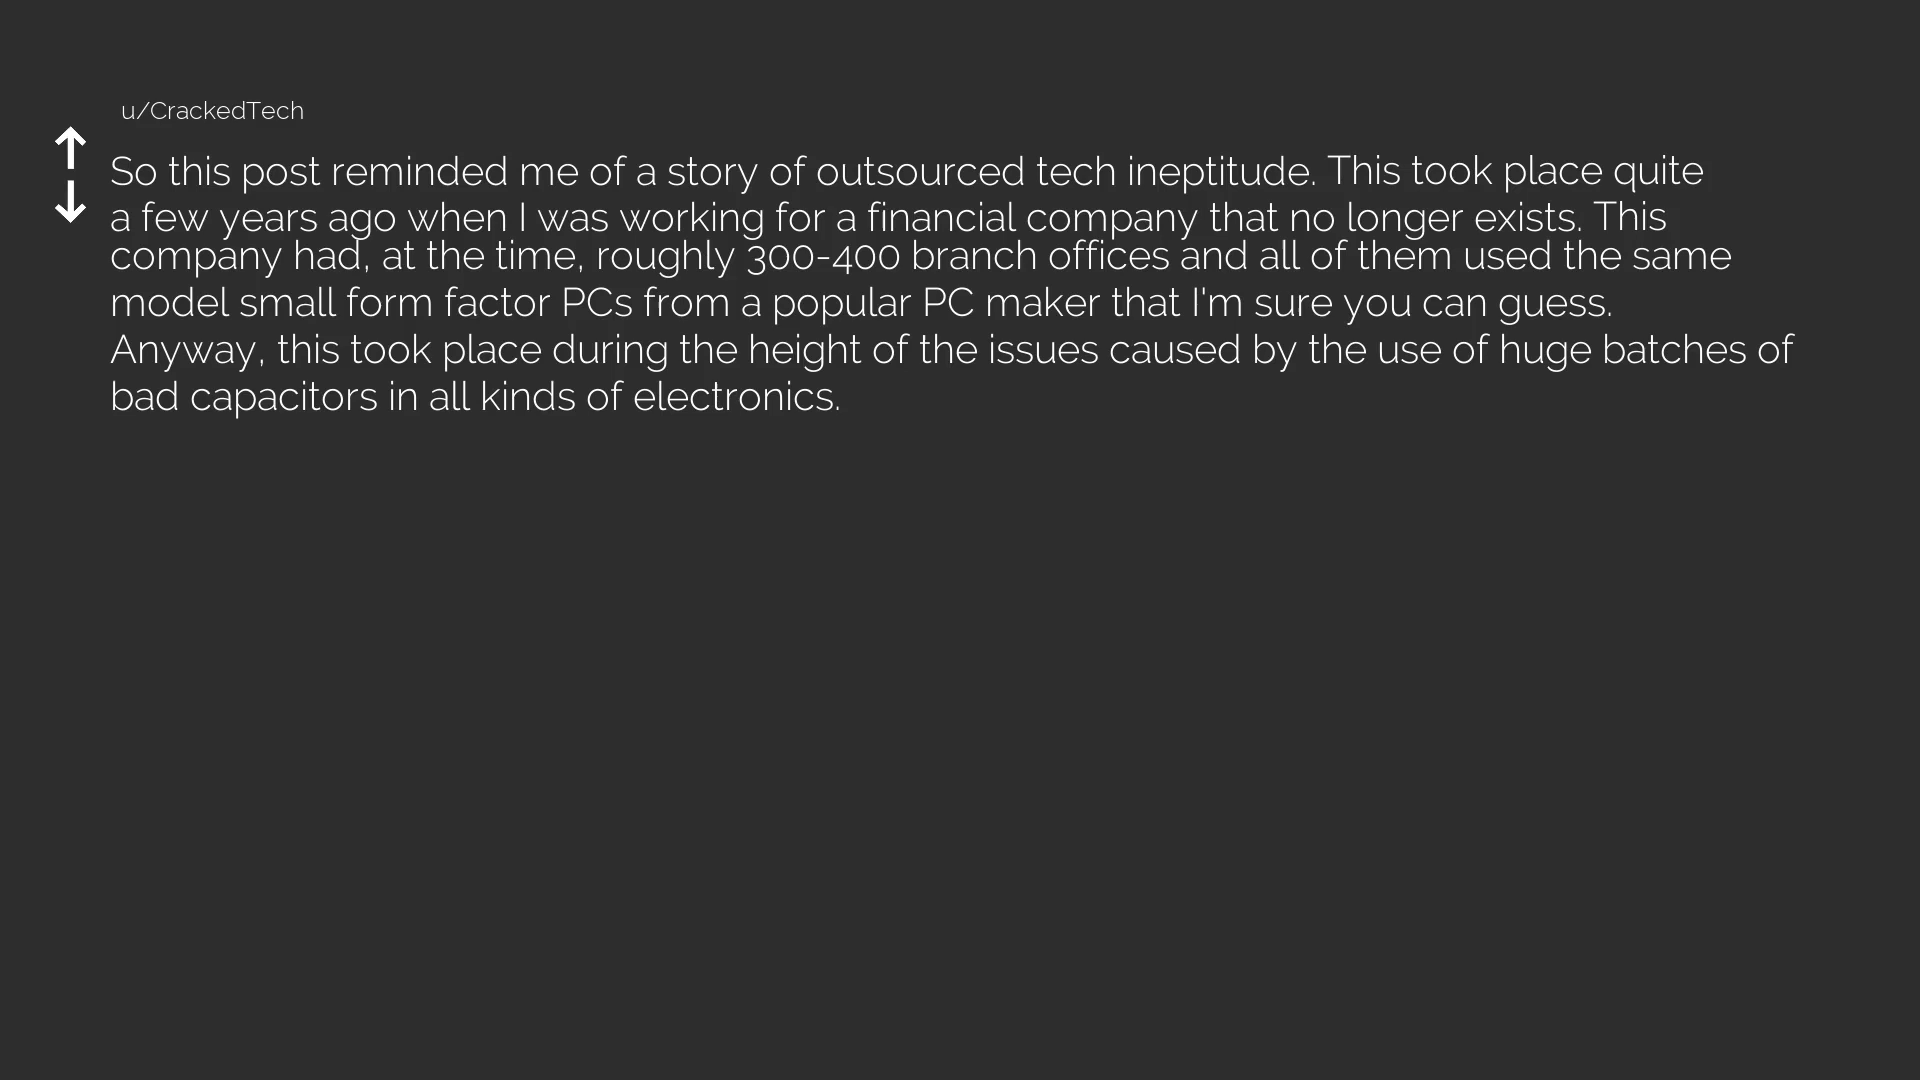 u/CrackedTech
So this post reminded me of a story of outsourced tech ineptitude. This took place quite
a few years ago when I was working for a financial company that no longer exists. This
company had, at the time, roughly 300-400 branch offices and all of them used the same
model small form factor PCs from a popular PC maker that I'm sure you can guess.
Anyway, this took place during the height of the issues caused by the use of huge batches of
bad capacitors in all kinds of electronics.